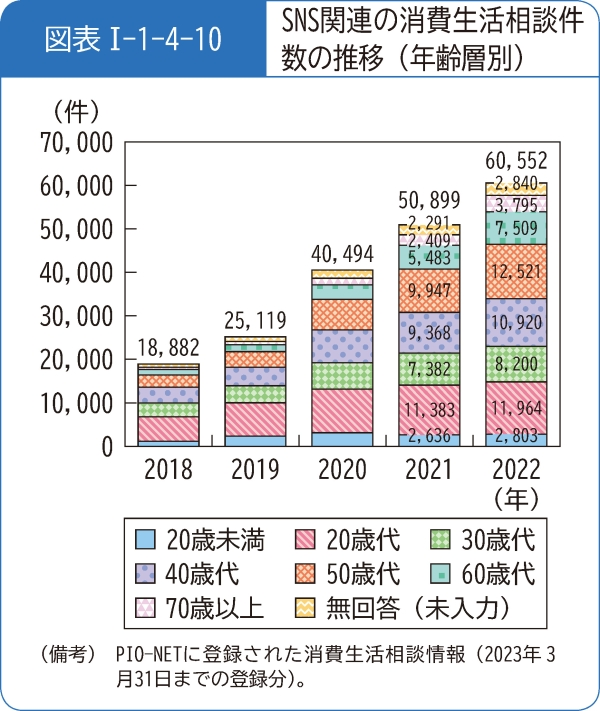 図表Ⅰ-1-4-10
SNS関連の消費生活相談件
数の推移（年齢層別）
（件）
70,000
60,000
50,000
40,000
30,000
20,000
10,000
0
18,882
25,119
40,494
50,899
2,291
2,409
5,483
9,947
9,368
7,382
11,383
2,636
60,552
2,840
3,795
7,509
12,521
10,920
8,200
11,964
2,803
2018 2019 2020 2021 2022
（年）
20歳未満 20歳代 30歳代
40歳代 50歳代 60歳代
70歳以上 無回答（未入力）
（備考） PIO-NETに登録された消費生活相談情報（2023年3
月31日までの登録分）。